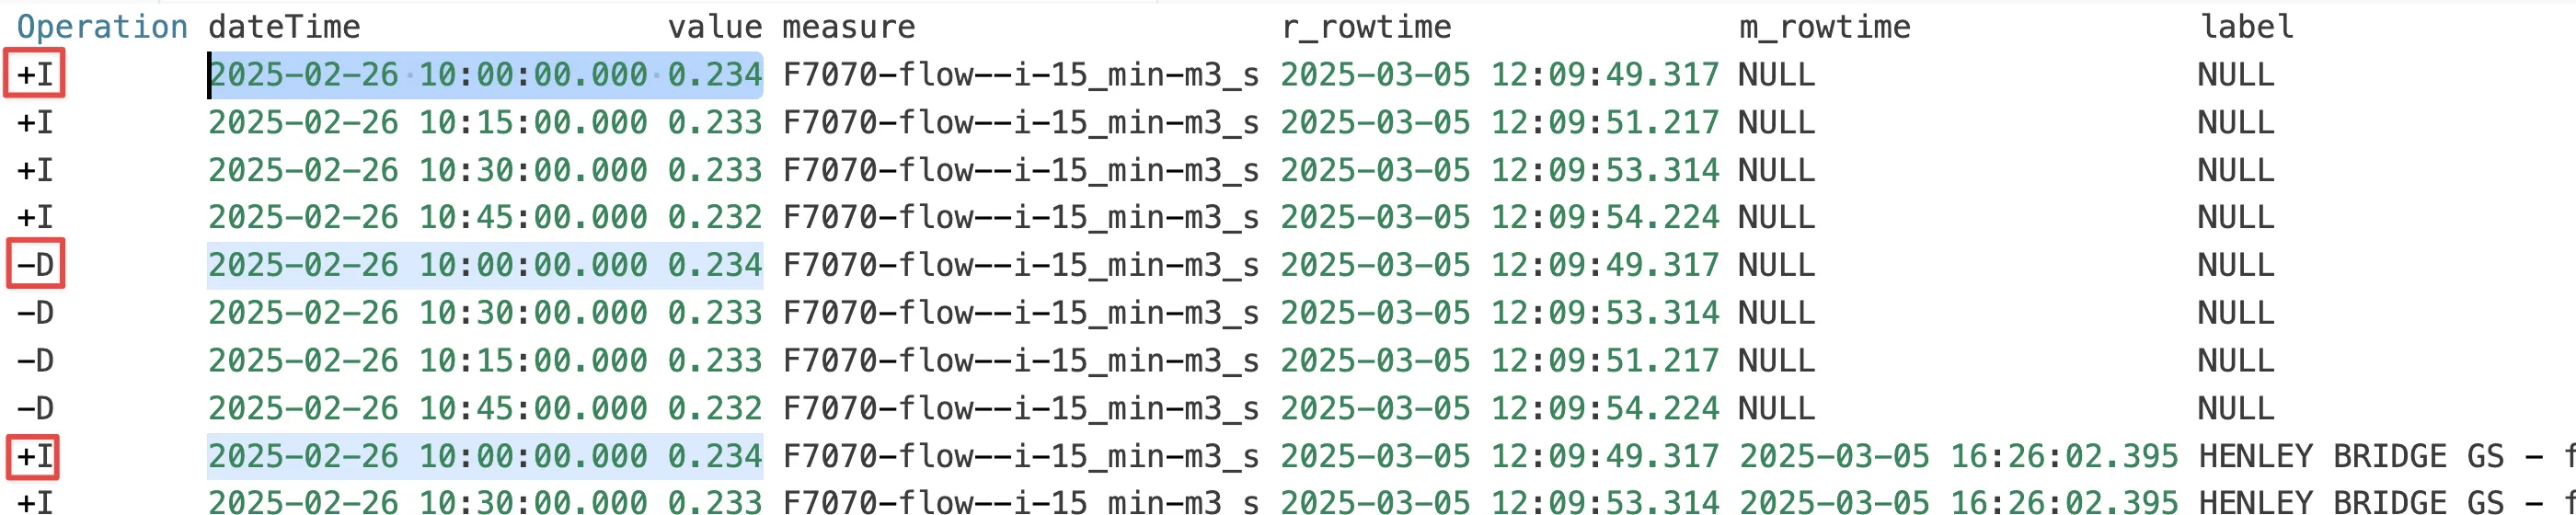 Operation dateTime value measure r_rowtime m_rowtime label
+I 2025-02-26 10:00:00.000 0.234 F7070-flow--i-15_min-m3_s 2025-03-05 12:09:49.317 NULL NULL
+I 2025-02-26 10:15:00.000 0.233 F7070-flow--i-15_min-m3_s 2025-03-05 12:09:51.217 NULL NULL
+I 2025-02-26 10:30:00.000 0.233 F7070-flow--i-15_min-m3_s 2025-03-05 12:09:53.314 NULL NULL
+I 2025-02-26 10:45:00.000 0.232 F7070-flow--i-15_min-m3_s 2025-03-05 12:09:54.224 NULL NULL
-D 2025-02-26 10:00:00.000 0.234 F7070-flow--i-15_min-m3_s 2025-03-05 12:09:49.317 NULL NULL
-D 2025-02-26 10:30:00.000 0.233 F7070-flow--i-15_min-m3_s 2025-03-05 12:09:53.314 NULL NULL
-D 2025-02-26 10:15:00.000 0.233 F7070-flow--i-15_min-m3_s 2025-03-05 12:09:51.217 NULL NULL
-D 2025-02-26 10:45:00.000 0.232 F7070-flow--i-15_min-m3_s 2025-03-05 12:09:54.224 NULL NULL
+I 2025-02-26 10:00:00.000 0.234 F7070-flow--i-15_min-m3_s 2025-03-05 12:09:49.317 2025-03-05 16:26:02.395 HENLEY BRIDGE GS - f
+I 2025-02-26 10:30:00.000 0.233 F7070-flow--i-15_min-m3_s 2025-03-05 12:09:53.314 2025-03-05 16:26:02.395 HENLEY BRIDGE GS - f